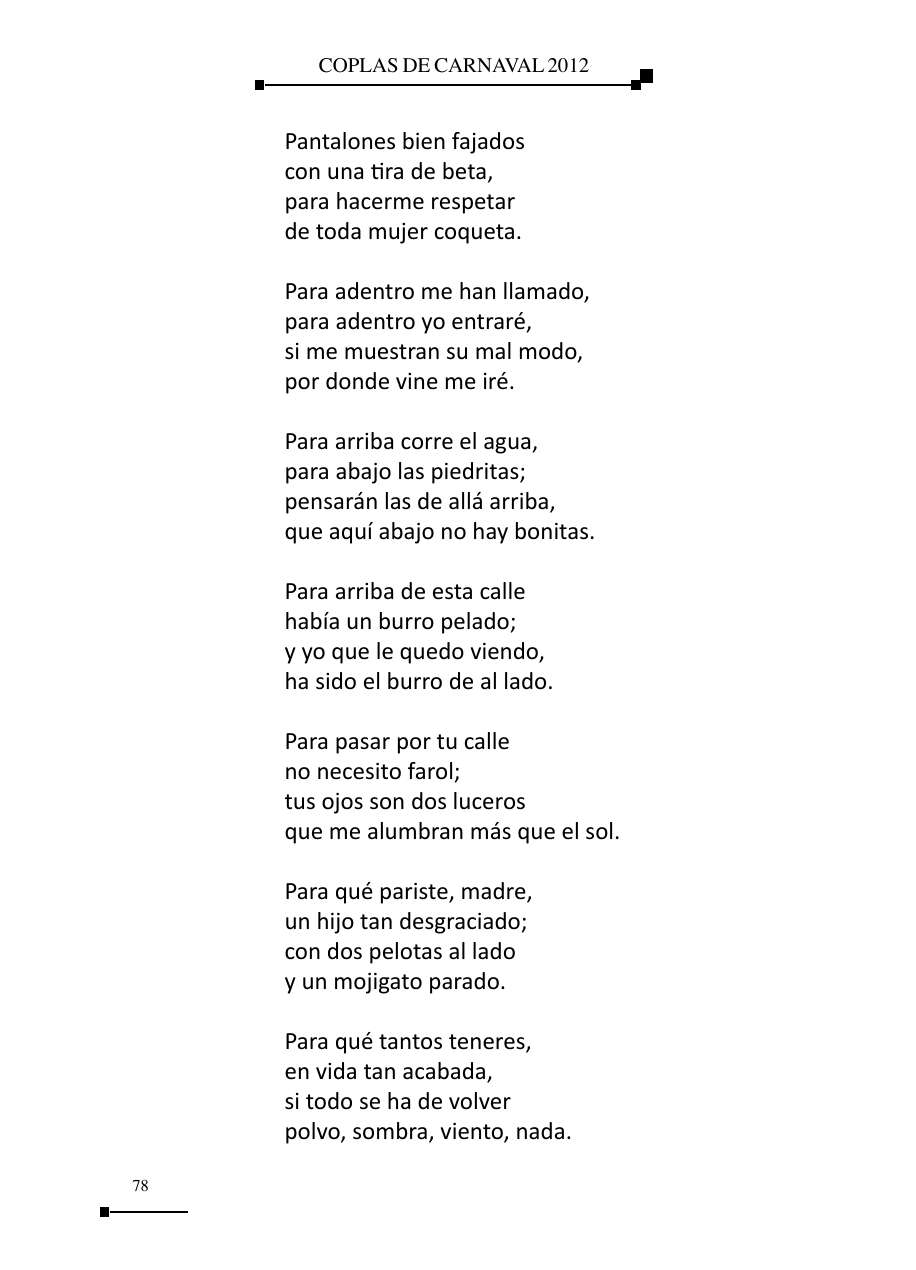 COPLAS DE CARNAVAL 2012
Pantalones bien fajados
con una tira de beta,
para hacerme respetar
de toda mujer coqueta.
Para adentro me han llamado,
para adentro yo entraré,
si me muestran su mal modo,
por donde vine me iré.
Para arriba corre el agua,
para abajo las piedritas;
pensarán las de allá arriba,
que aquí abajo no hay bonitas.
Para arriba de esta calle
había un burro pelado;
y yo que le quedo viendo,
ha sido el burro de al lado.
Para pasar por tu calle
no necesito farol;
tus ojos son dos luceros
que me alumbran más que el sol.
Para qué pariste, madre,
un hijo tan desgraciado;
con dos pelotas al lado
y un mojigato parado.
Para qué tantos teneres,
en vida tan acabada,
si todo se ha de volver
polvo, sombra, viento, nada.
78